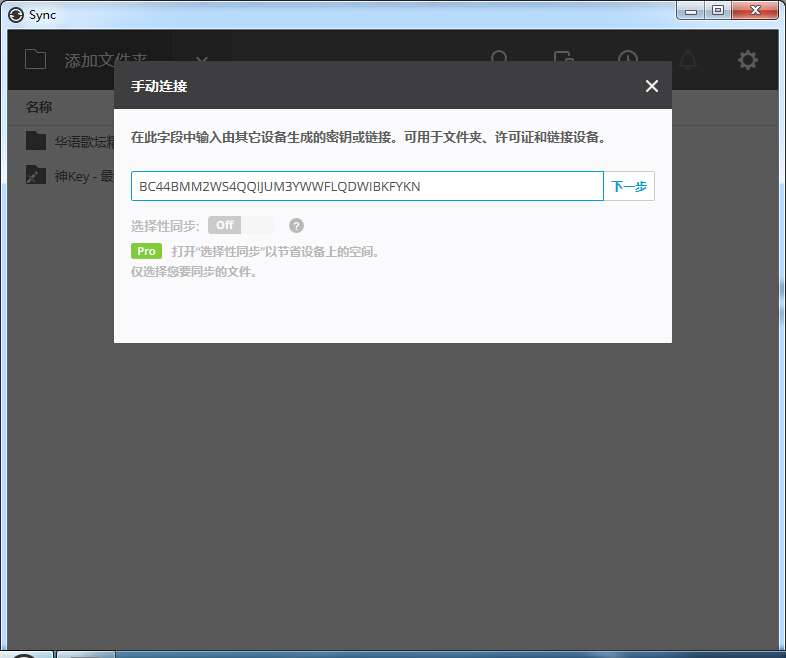 Sync
添加文件夹
手动连接
名称
在此字段中输入由其它设备生成的密钥或链接。可用于文件夹、许可证和链接设备。
华语歌坛精
BC44BMM2WS4QQIJUM3YWWFLQDWIBKFYKN
下一步
神Key - 最
选择性同步:
Off
?
Pro
打开“选择性同步”以节省设备上的空间。
仅选择您要同步的文件。